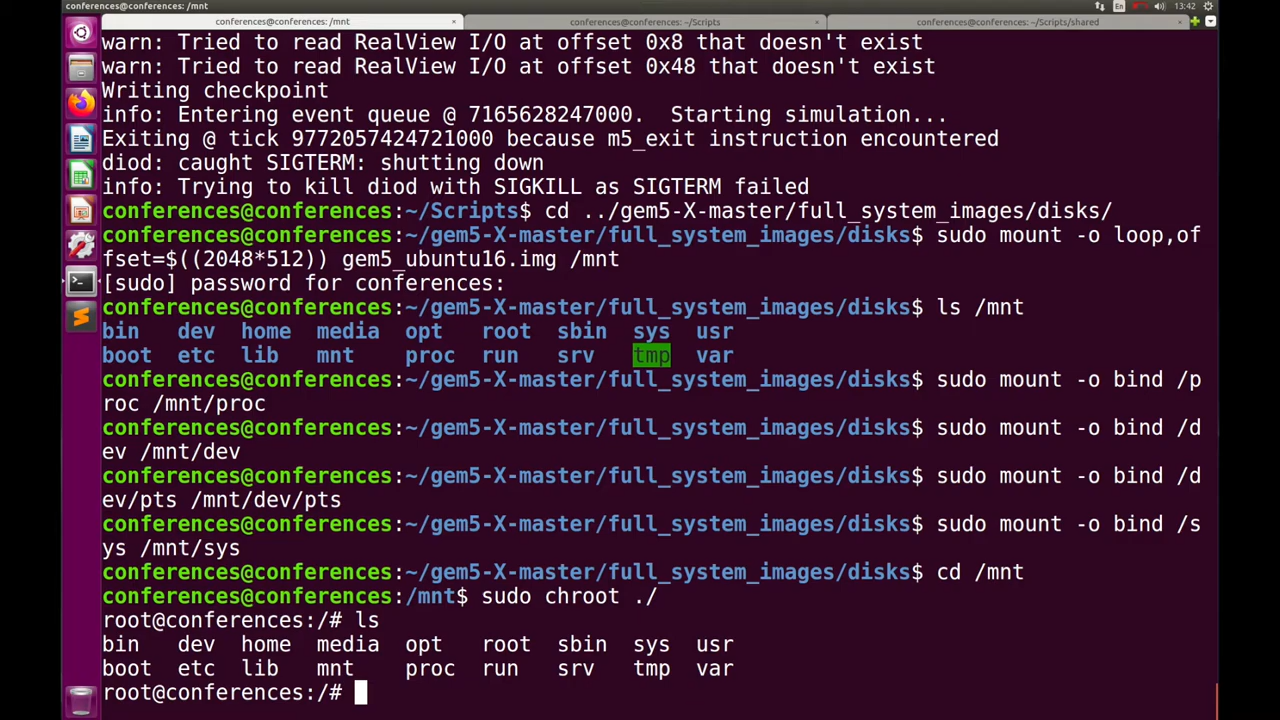 conferences@conferences: /mnt
En
13:42
conferences@conferences: /mnt
conferences@conferences: ~/Scripts
conferences@conferences: ~/Scripts/shared
warn: Tried to read RealView I/O at offset 0x8 that doesn't exist
warn: Tried to read RealView I/O at offset 0x48 that doesn't exist
Writing checkpoint
info: Entering event queue @ 7165628247000.  Starting simulation...
Exiting @ tick 9772057424721000 because m5_exit instruction encountered
diod: caught SIGTERM: shutting down
info: Trying to kill diod with SIGKILL as SIGTERM failed
conferences@conferences:~/Scripts$ cd ../gem5-X-master/full_system_images/disks/
conferences@conferences:~/gem5-X-master/full_system_images/disks$ sudo mount -o loop,of
fset=$((2048*512)) gem5_ubuntu16.img /mnt
[sudo] password for conferences:
conferences@conferences:~/gem5-X-master/full_system_images/disks$ ls /mnt
bin   dev  home  media  opt   root  sbin  sys  usr
boot  etc  lib   mnt    proc  run   srv   tmp  var
conferences@conferences:~/gem5-X-master/full_system_images/disks$ sudo mount -o bind /p
roc /mnt/proc
conferences@conferences:~/gem5-X-master/full_system_images/disks$ sudo mount -o bind /d
ev /mnt/dev
conferences@conferences:~/gem5-X-master/full_system_images/disks$ sudo mount -o bind /d
ev/pts /mnt/dev/pts
conferences@conferences:~/gem5-X-master/full_system_images/disks$ sudo mount -o bind /s
ys /mnt/sys
conferences@conferences:~/gem5-X-master/full_system_images/disks$ cd /mnt
conferences@conferences:/mnt$ sudo chroot ./
root@conferences:/# ls
bin   dev  home  media  opt   root  sbin  sys  usr
boot  etc  lib   mnt    proc  run   srv   tmp  var
root@conferences:/#